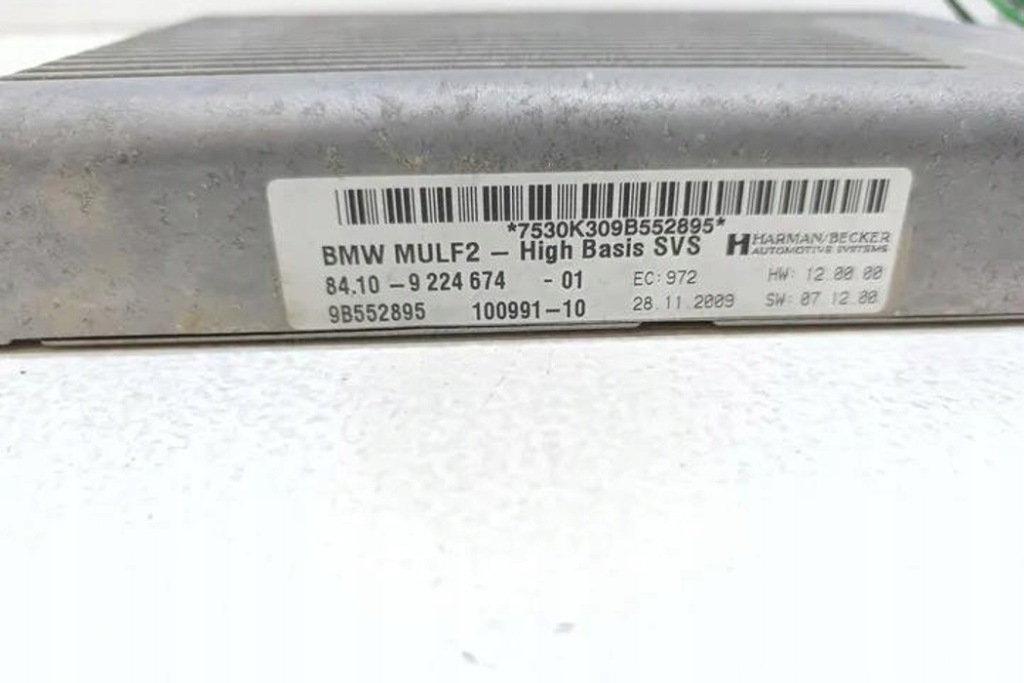 *7530K309B552895*
BMW MULF2 – High Basis SVS
HARMAN/BECKER
AUTOMOTIVE SYSTEMS
84.10 – 9 224 674 - 01 EC: 972 HW: 12.00.00
9B552895 100991–10 28.11.2009 SW: 07.12.00